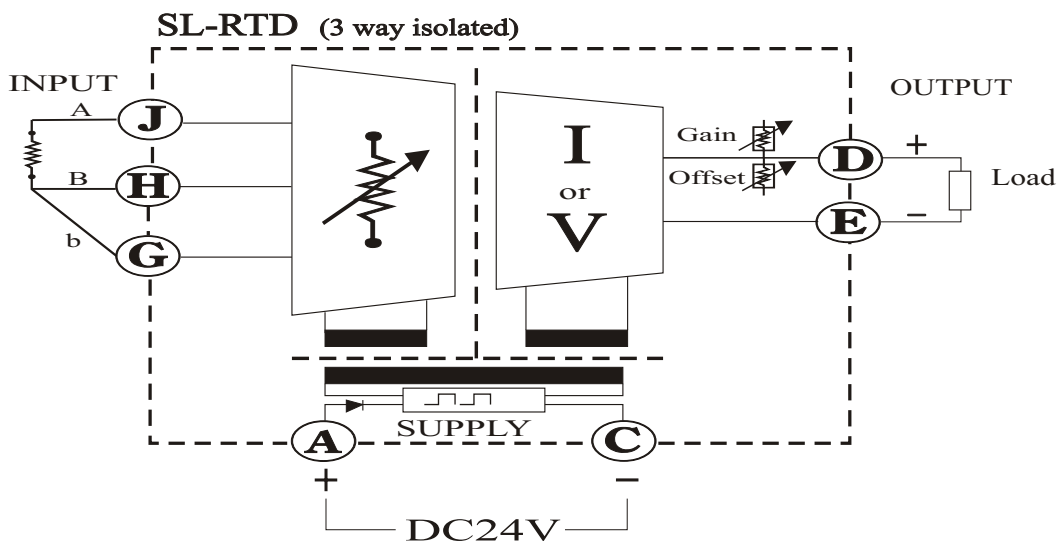 SL-RTD (3 way isolated)
INPUT
A
J
B
H
b
G
I
or
V
Gain
Offset
OUTPUT
D
+
Load
E
−
SUPPLY
A
C
+
−
DC24V